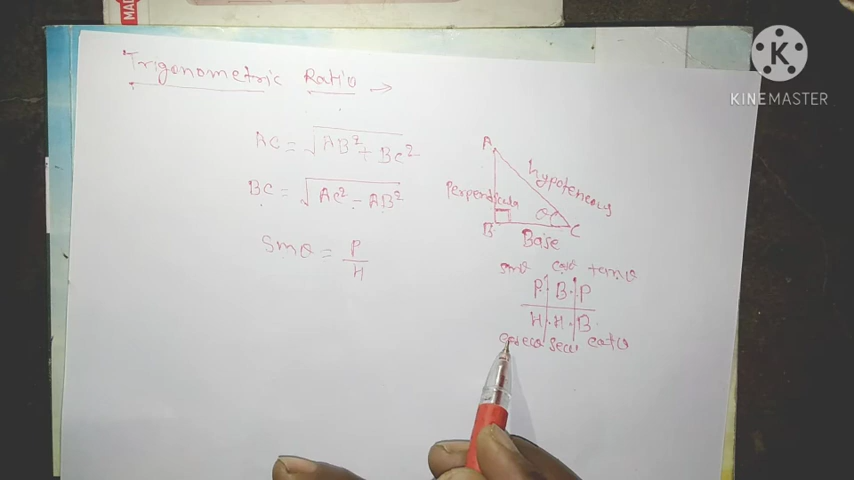 Trigonometric Ratio →
AC = √AB² + BC²
BC = √AC² - AB²
Sinθ = P/H
A
Perpendicula
hypotenous
θ
B
C
Base
sinθ cosθ tanθ
P B P
H H B
cosecθ secθ cotθ
K
KINEMASTER